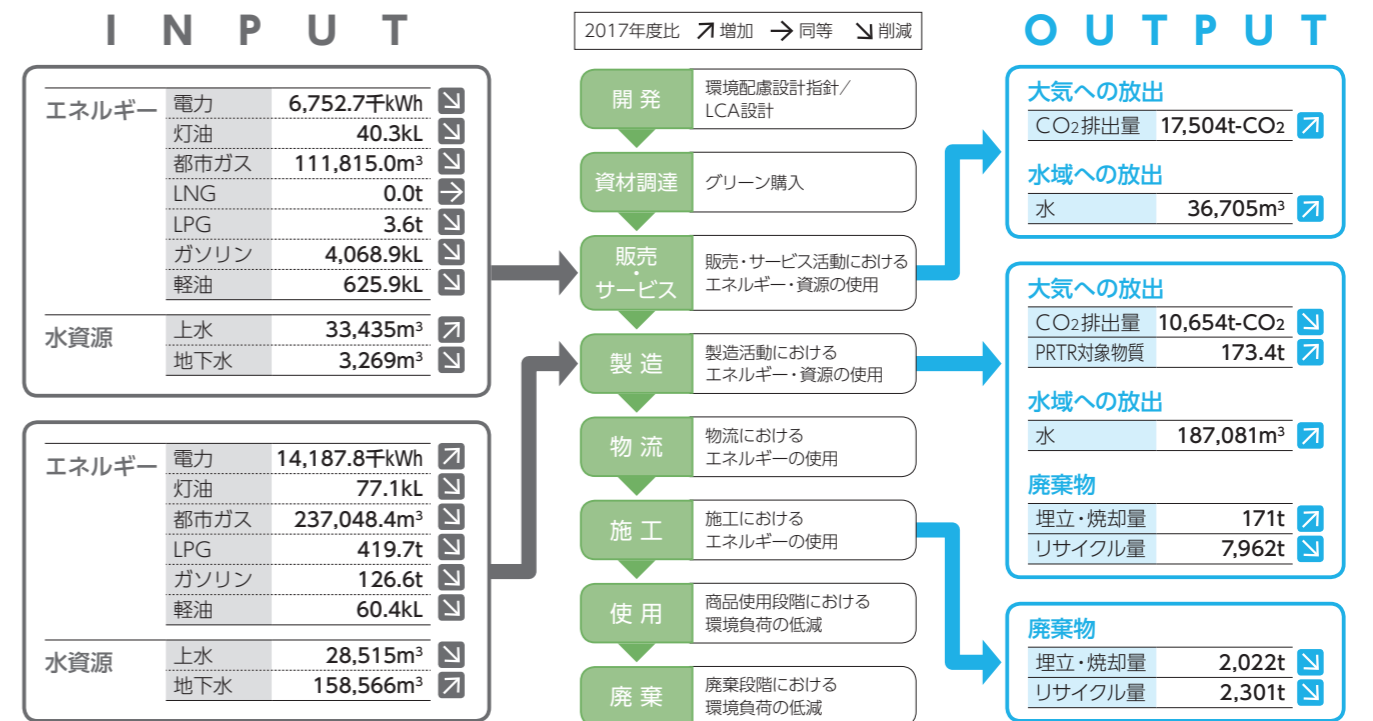 INPUT
エネルギー 電力 6,752.7千kWh
灯油 40.3kL
都市ガス 111,815.0m³
LNG 0.0t
LPG 3.6t
ガソリン 4,068.9kL
軽油 625.9kL
水資源 上水 33,435m³
地下水 3,269m³
エネルギー 電力 14,187.8千kWh
灯油 77.1kL
都市ガス 237,048.4m³
LPG 419.7t
ガソリン 126.6t
軽油 60.4kL
水資源 上水 28,515m³
地下水 158,566m³
2017年度比 増加 同等 削減
開発
環境配慮設計指針/
LCA設計
資材調達
グリーン購入
販売
・
サービス
販売・サービス活動における
エネルギー・資源の使用
製造
製造活動における
エネルギー・資源の使用
物流
物流における
エネルギーの使用
施工
施工における
エネルギーの使用
使用
商品使用段階における
環境負荷の低減
廃棄
廃棄段階における
環境負荷の低減
OUTPUT
大気への放出
CO₂排出量 17,504t-CO₂
水域への放出
水 36,705m³
大気への放出
CO₂排出量 10,654t-CO₂
PRTR対象物質 173.4t
水域への放出
水 187,081m³
廃棄物
埋立・焼却量 171t
リサイクル量 7,962t
廃棄物
埋立・焼却量 2,022t
リサイクル量 2,301t